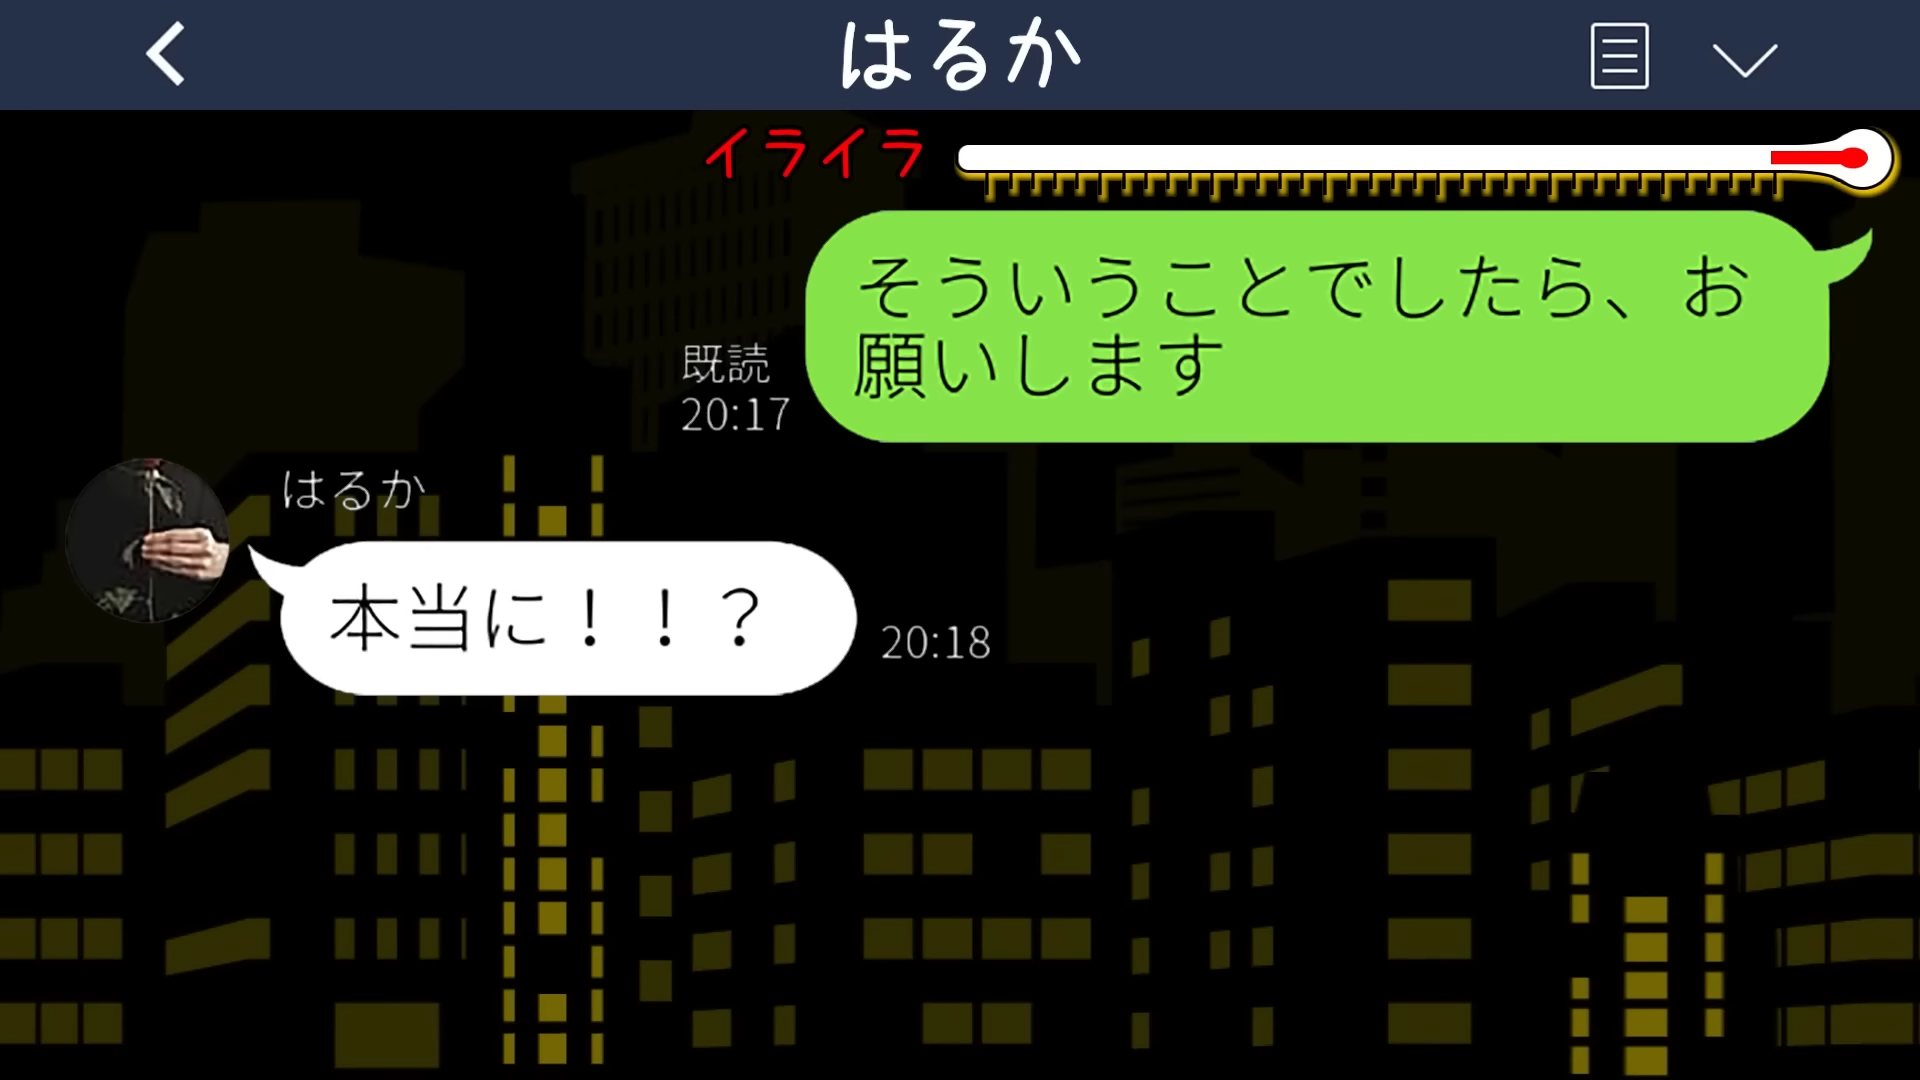 はるか
イライラ
そういうことでしたら、お
願いします
既読
20:17
はるか
本当に！！？
20:18